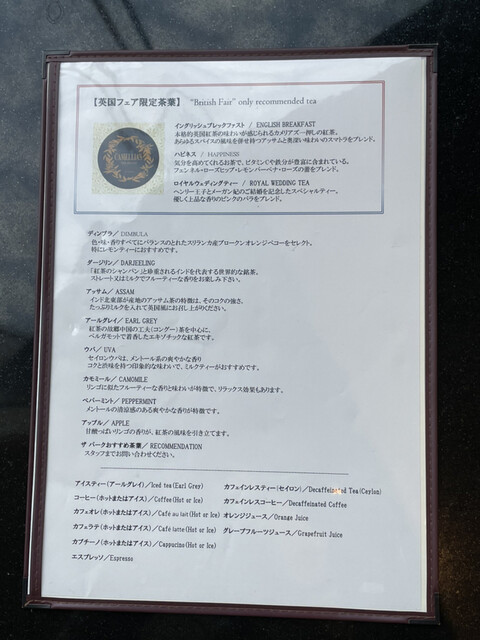 【英国フェア限定茶葉】 "British Fair" only recommended tea
CAMELLIA'S
イングリッシュブレックファスト／ ENGLISH BREAKFAST
本格的英国紅茶の味わいが感じられるカメリアズ一押しの紅茶。
あらゆるスパイスの風味を併せ持つアッサムと奥深い味わいのスマトラをブレンド。
ハピネス／ HAPPINESS
気分を高めてくれるお茶で、ビタミンCや鉄分が豊富に含まれている。
フェンネル・ローズヒップ・レモンバーベナ・ローズの蕾をブレンド。
ロイヤルウェディングティー／ ROYAL WEDDING TEA
ヘンリー王子とメーガン妃のご結婚を記念したスペシャルティー。
優しく上品な香りのピンクのバラをブレンド。
ディンブラ／ DIMBULA
色・味・香りすべてにバランスのとれたスリランカ産ブロークンオレンジペコーをセレクト。
特にレモンティーにおすすめです。
ダージリン／ DARJEELING
「紅茶のシャンパン」と珍重されるインドを代表する世界的な銘茶。
ストレート又はミルクでフルーティーな香りをお楽しみ下さい。
アッサム／ ASSAM
インド北東部が産地のアッサム茶の特徴は、そのコクの強さ。
たっぷりミルクを入れて英国風にお召し上がりください。
アールグレイ／ EARL GREY
紅茶の故郷中国の工夫（コングー）茶を中心に、
ベルガモットで着香したエキゾチックな紅茶です。
ウバ／ UVA
セイロンウバは、メントール系の爽やかな香り
コクと渋味を持つ印象的な味わいで、ミルクティーがおすすめです。
カモミール／ CAMOMILE
リンゴに似たフルーティーな香りと味わいが特徴で、リラックス効果もあります。
ペパーミント／ PEPPERMINT
メントールの清涼感のある爽やかな香りが特徴です。
アップル／ APPLE
甘酸っぱいリンゴの香りが、紅茶の風味を引き立てます。
ザ パークおすすめ茶葉／ RECOMMENDATION
スタッフまでお問い合わせください。
アイスティー（アールグレイ）／Iced tea(Earl Grey) カフェインレスティー（セイロン）／Decaffeinated Tea(Ceylon)
コーヒー（ホットまたはアイス）／Coffee(Hot or Ice) カフェインレスコーヒー／Decaffeinated Coffee
カフェオレ（ホットまたはアイス）／Café au lait(Hot or Ice) オレンジジュース／Orange Juice
カフェラテ（ホットまたはアイス）／Café latte(Hot or Ice) グレープフルーツジュース／Grapefruit Juice
カプチーノ（ホットまたはアイス）／Cappucino(Hot or Ice)
エスプレッソ／Espresso